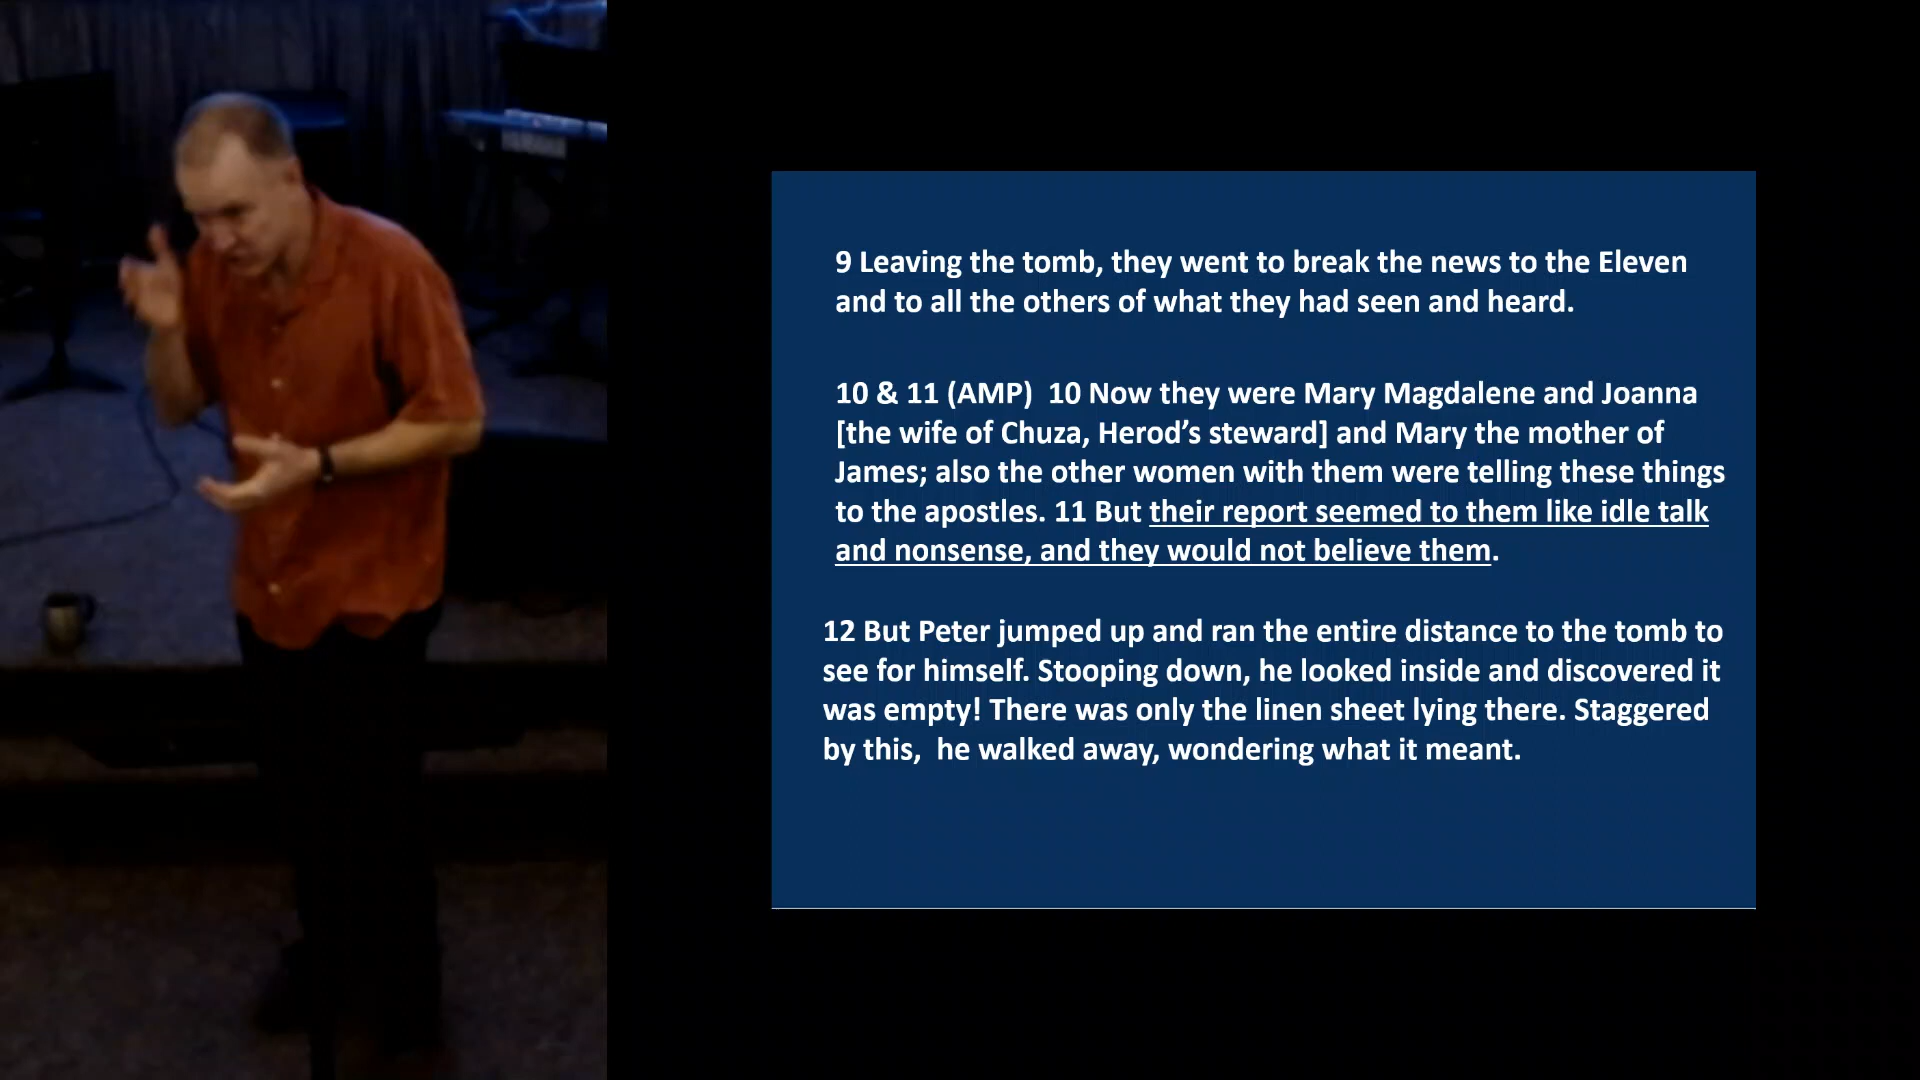 9 Leaving the tomb, they went to break the news to the Eleven
and to all the others of what they had seen and heard.
10 & 11 (AMP)  10 Now they were Mary Magdalene and Joanna
[the wife of Chuza, Herod’s steward] and Mary the mother of
James; also the other women with them were telling these things
to the apostles. 11 But their report seemed to them like idle talk
and nonsense, and they would not believe them.
12 But Peter jumped up and ran the entire distance to the tomb to
see for himself. Stooping down, he looked inside and discovered it
was empty! There was only the linen sheet lying there. Staggered
by this,  he walked away, wondering what it meant.